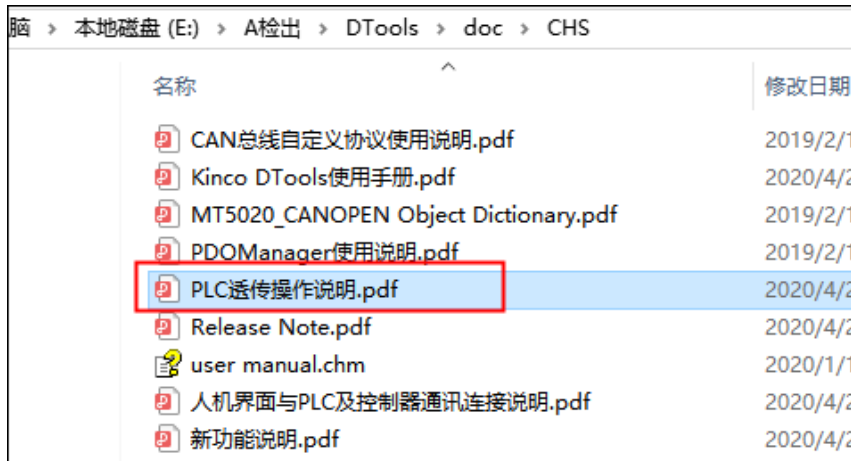 脑 › 本地磁盘 (E:) › A检出 › DTools › doc › CHS
名称 修改日期
CAN总线自定义协议使用说明.pdf 2019/2/1
Kinco DTools使用手册.pdf 2020/4/2
MT5020_CANOPEN Object Dictionary.pdf 2019/2/1
PDOManager使用说明.pdf 2019/2/1
PLC透传操作说明.pdf 2020/4/2
Release Note.pdf 2020/4/2
user manual.chm 2020/1/1
人机界面与PLC及控制器通讯连接说明.pdf 2020/4/2
新功能说明.pdf 2020/4/2